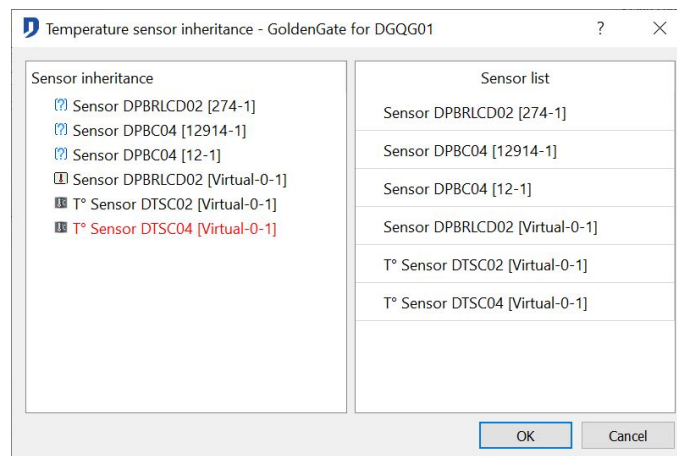 Temperature sensor inheritance - GoldenGate for DGQG01
Sensor inheritance
Sensor DPBRLCD02 [274-1]
Sensor DPBC04 [12914-1]
Sensor DPBC04 [12-1]
Sensor DPBRLCD02 [Virtual-0-1]
T° Sensor DTSC02 [Virtual-0-1]
T° Sensor DTSC04 [Virtual-0-1]
Sensor list
Sensor DPBRLCD02 [274-1]
Sensor DPBC04 [12914-1]
Sensor DPBC04 [12-1]
Sensor DPBRLCD02 [Virtual-0-1]
T° Sensor DTSC02 [Virtual-0-1]
T° Sensor DTSC04 [Virtual-0-1]
OK
Cancel